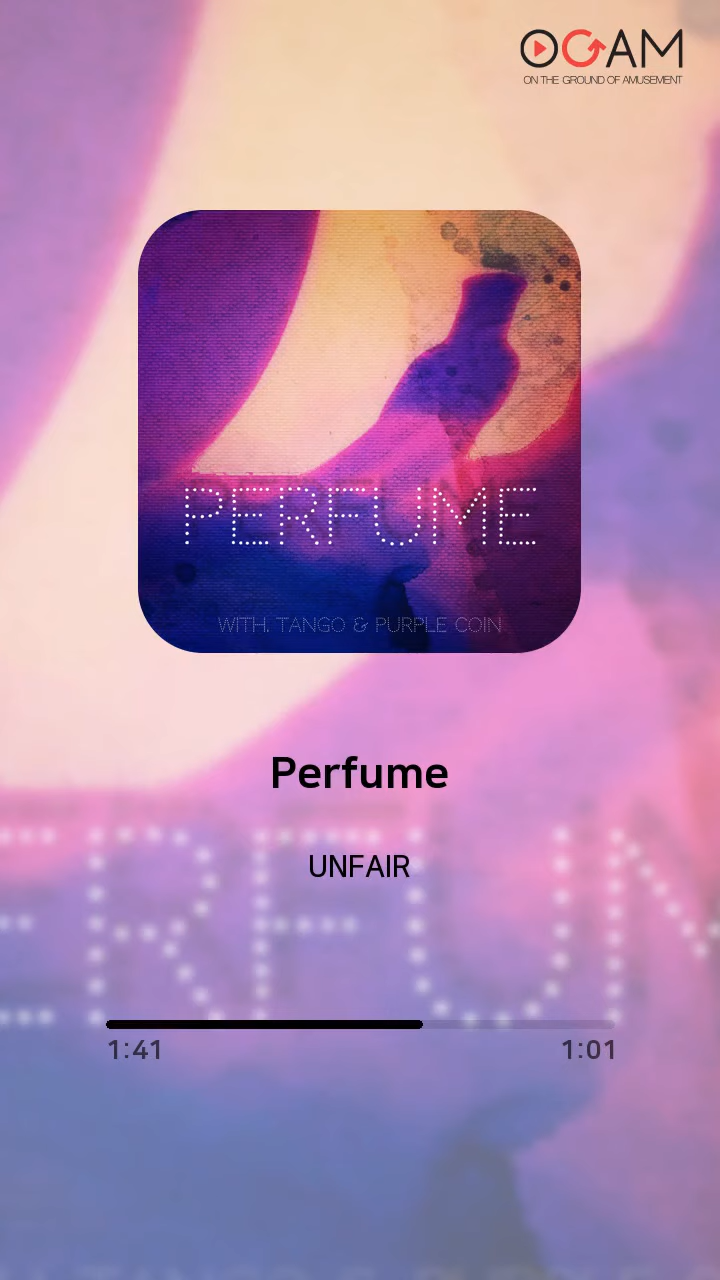 OGAM
ON THE GROUND OF AMUSEMENT
PERFUME
WITH. TANGO & PURPLE COIN
Perfume
UNFAIR
1:41
1:01